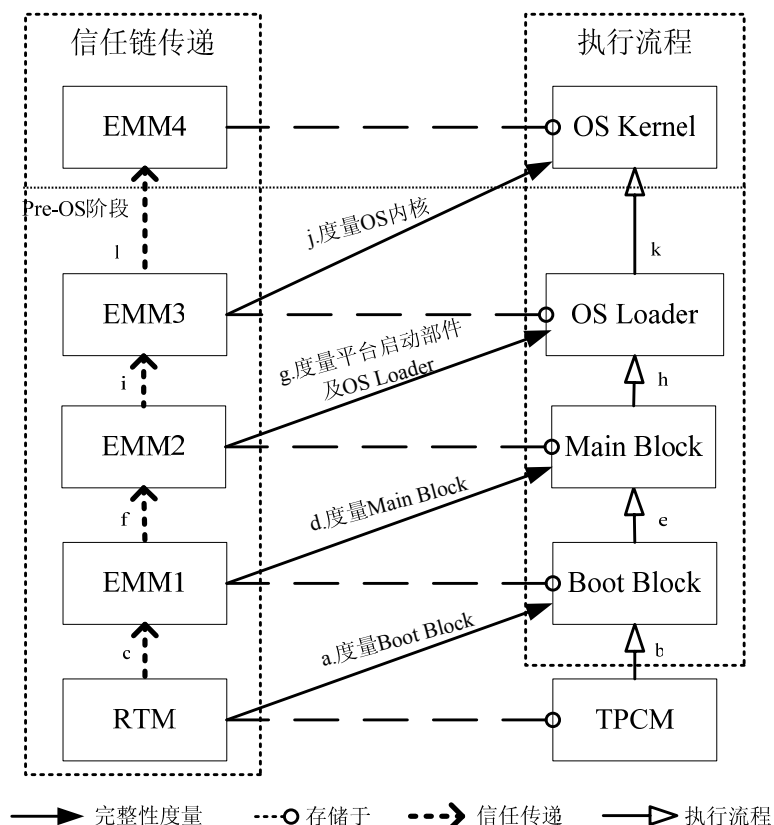 信任链传递
执行流程
EMM4
OS Kernel
Pre-OS阶段
j.度量OS内核
l
k
EMM3
OS Loader
g.度量平台启动部件
及OS Loader
i
h
EMM2
Main Block
d.度量Main Block
f
e
EMM1
Boot Block
a.度量Boot Block
c
b
RTM
TPCM
完整性度量
存储于
信任传递
执行流程